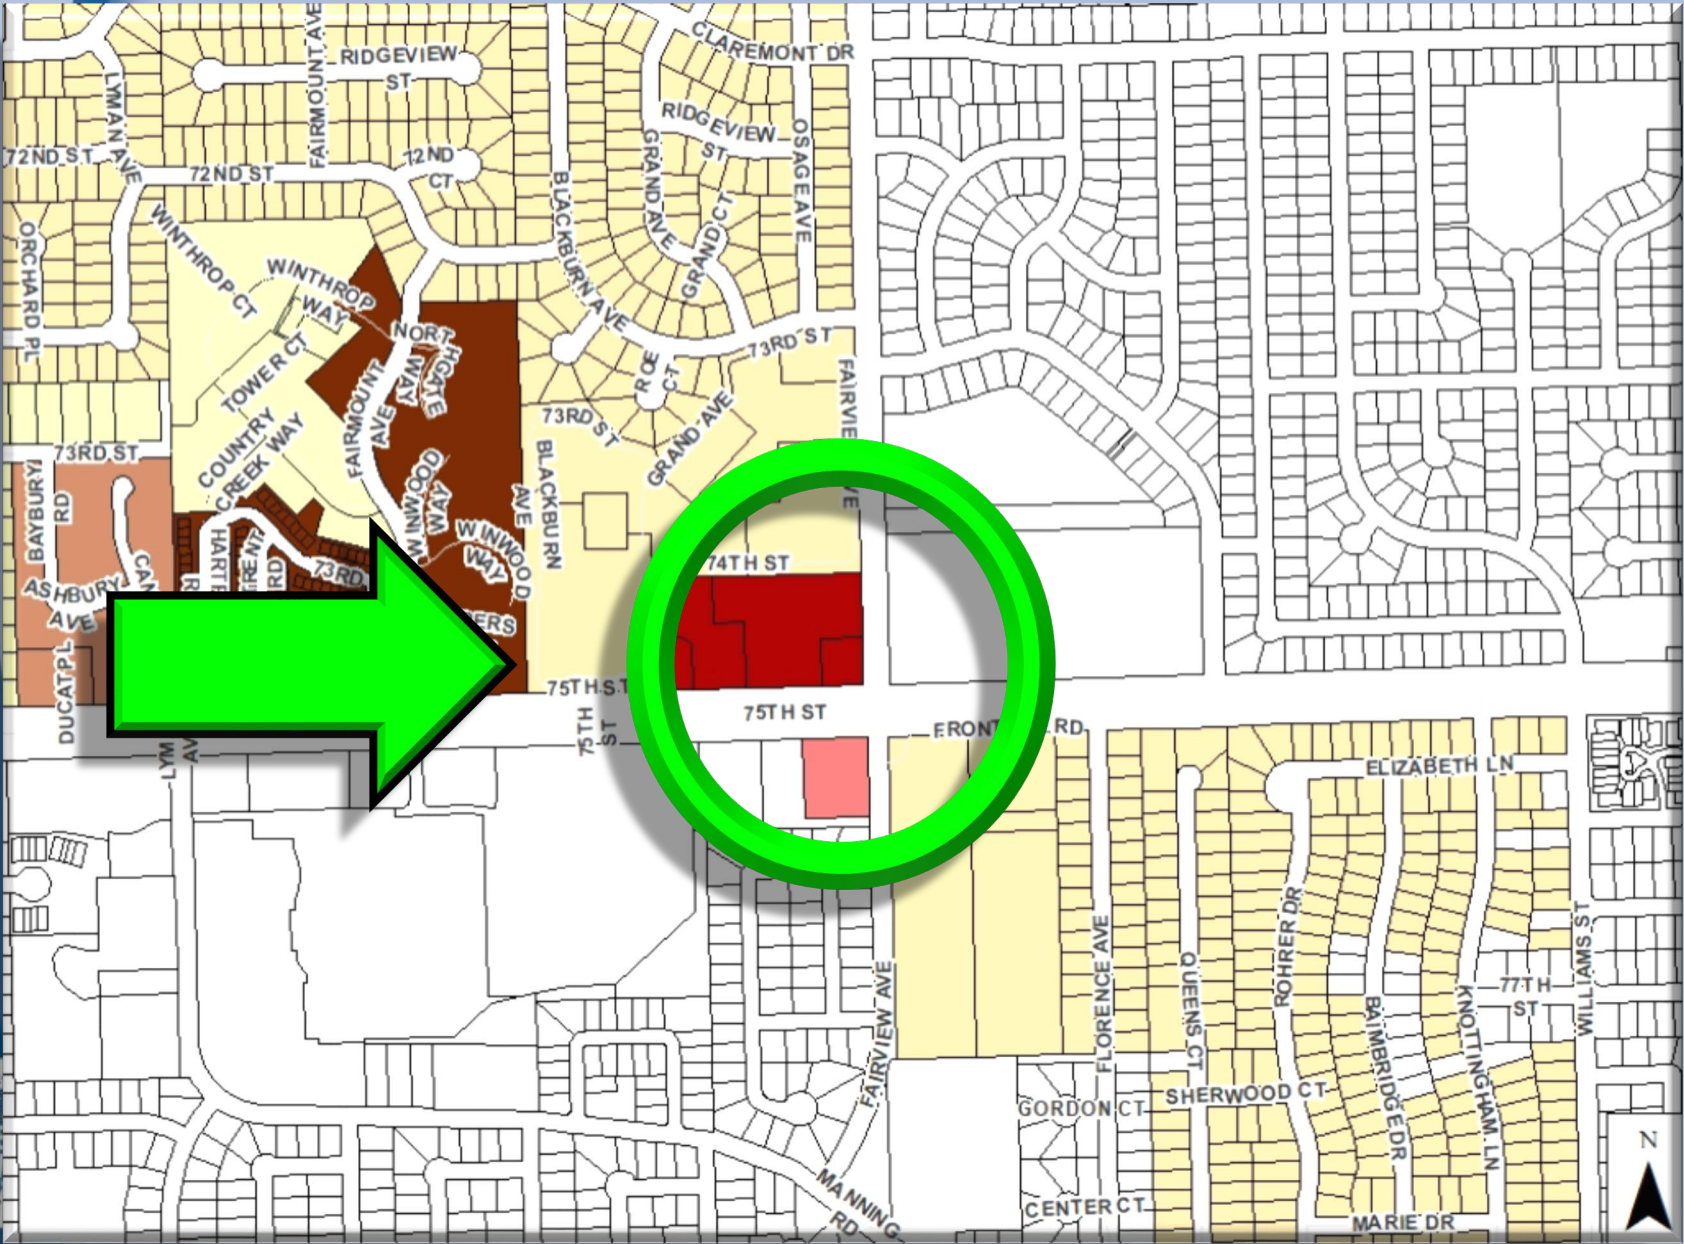 CLAREMONT DR
RIDGEVIEW
ST
FAIRMOUNT AVE
LYMAN AVE
RIDGEVIEW
ST
OSAGE AVE
GRAND AVE
72ND ST
72ND ST
72ND
CT
BLACKBURN AVE
GRAND CT
ORCHARD PL
WINTHROP CT
WINTHROP
WAY
NORTHGATE
WAY
73RD ST
TOWER CT
ROE
CT
FAIRMOUNT
AVE
FAIRVIEW AVE
GRAND AVE
73RD ST
COUNTRY
CREEK WAY
73RD ST
BAYBURY
RD
BLACKBURN
AVE
WINWOOD
WAY
WINWOOD
WAY
74TH ST
73RD
ASHBURY
AVE
DUCAT PL
75TH ST
75TH
ST
75TH ST
RD
ELIZABETH LN
ROHRER DR
FLORENCE AVE
QUEENS CT
WILLIAMS ST
77TH
ST
FAIRVIEW AVE
BAIMBRIDGE DR
KNOTTINGHAM LN
SHERWOOD CT
GORDON CT
CENTER CT
MANNING
RD
MARIE DR
N